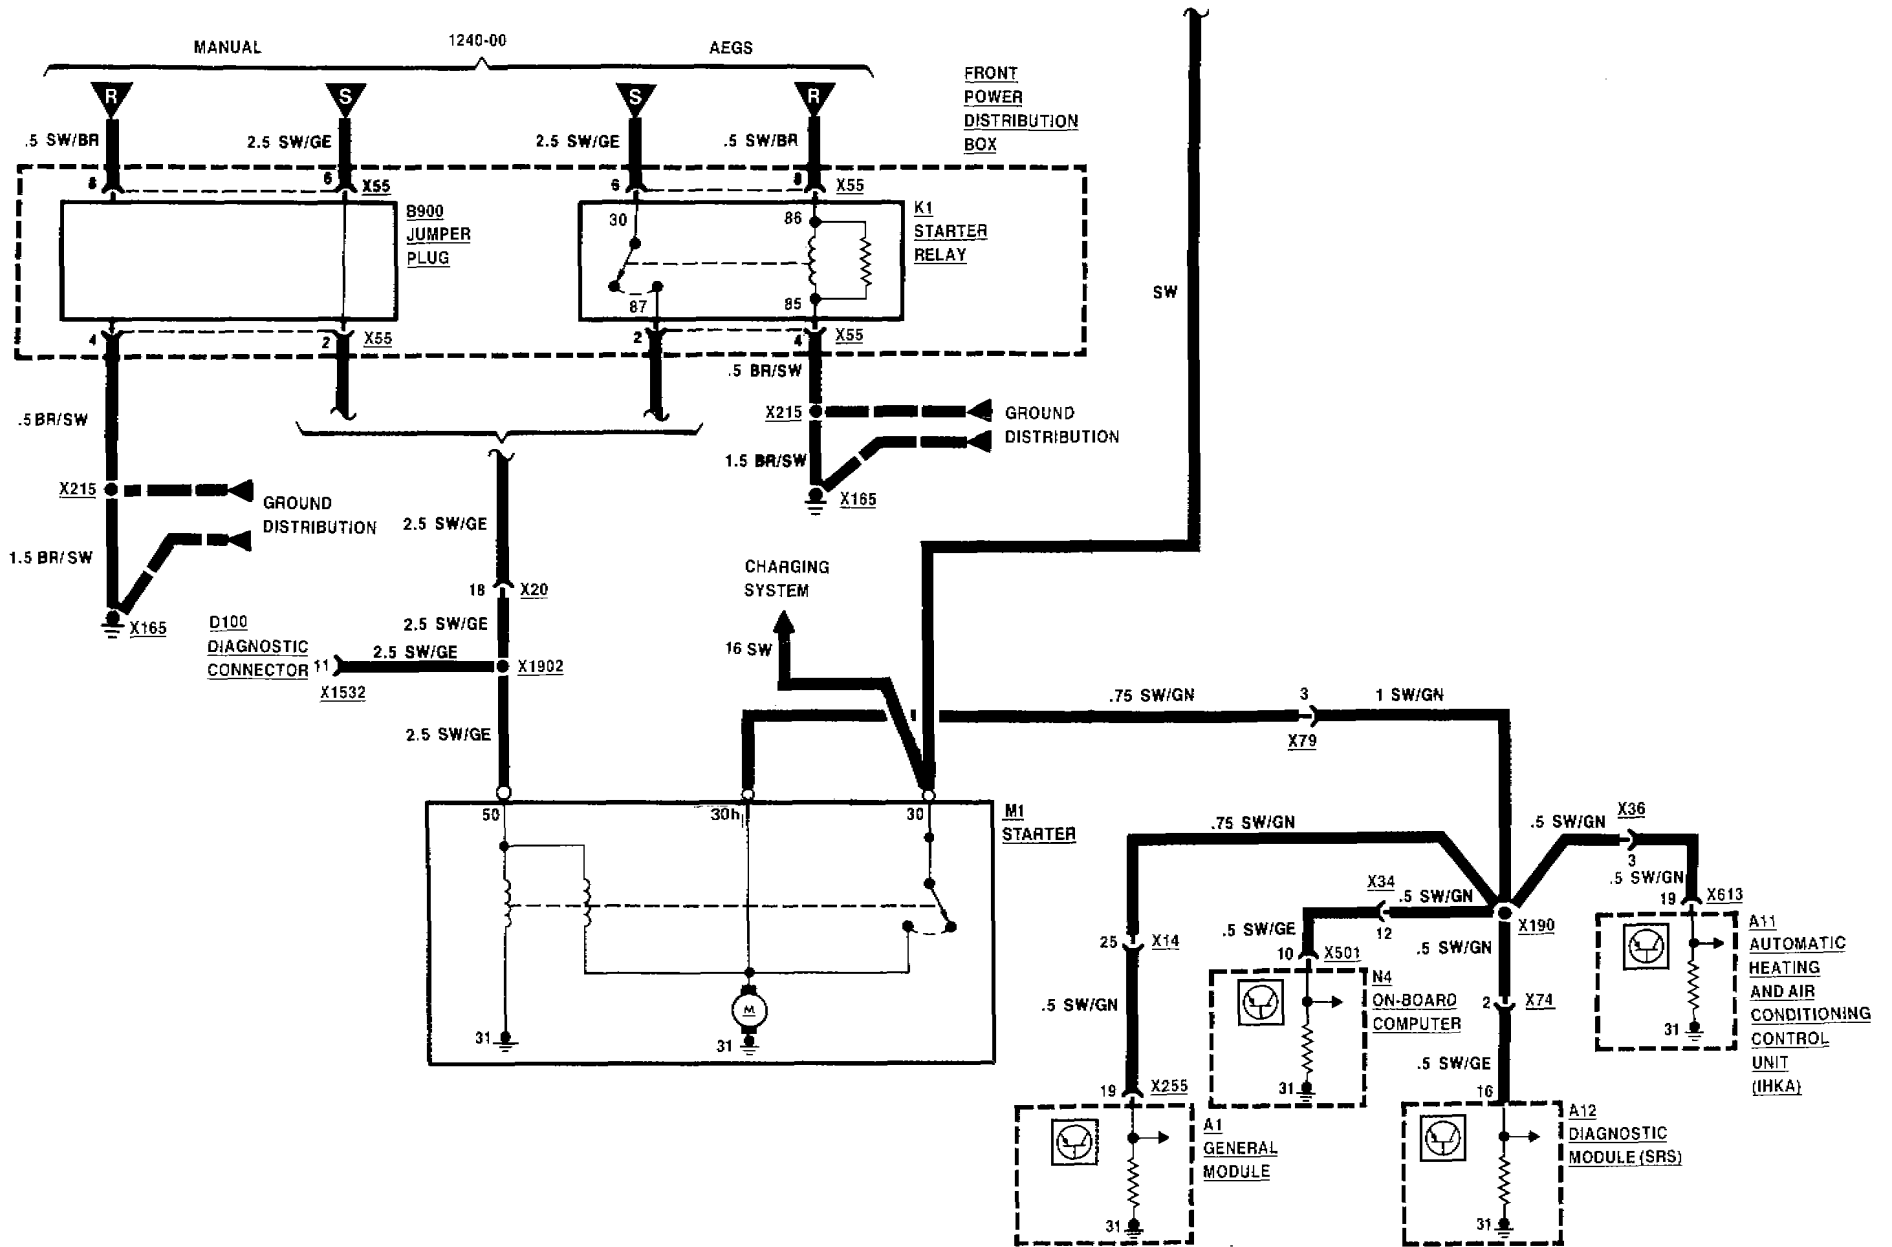 MANUAL
1240-00
AEGS
R
S
S
R
.5 SW/BR
2.5 SW/GE
2.5 SW/GE
.5 SW/BR
FRONT
POWER
DISTRIBUTION
BOX
8
6
X55
6
8
X55
B900
JUMPER
PLUG
30
86
87
85
K1
STARTER
RELAY
4
2
X55
2
4
X55
SW
.5 BR/SW
.5 BR/SW
X215
GROUND
DISTRIBUTION
1.5 BR/SW
X165
X215
GROUND
DISTRIBUTION
1.5 BR/SW
X165
2.5 SW/GE
18
X20
2.5 SW/GE
D100
DIAGNOSTIC
CONNECTOR
11
2.5 SW/GE
X1532
X1902
2.5 SW/GE
CHARGING
SYSTEM
16 SW
.75 SW/GN
3
1 SW/GN
X79
50
30h
30
M1
STARTER
M
31
31
.75 SW/GN
.5 SW/GN
X36
3
.5 SW/GN
19
X613
X34
.5 SW/GN
12
.5 SW/GE
10
X501
X190
.5 SW/GN
25
X14
.5 SW/GN
2
X74
.5 SW/GE
16
19
X255
N4
ON-BOARD
COMPUTER
31
A11
AUTOMATIC
HEATING
AND AIR
CONDITIONING
CONTROL
UNIT
(IHKA)
31
A1
GENERAL
MODULE
31
A12
DIAGNOSTIC
MODULE (SRS)
31